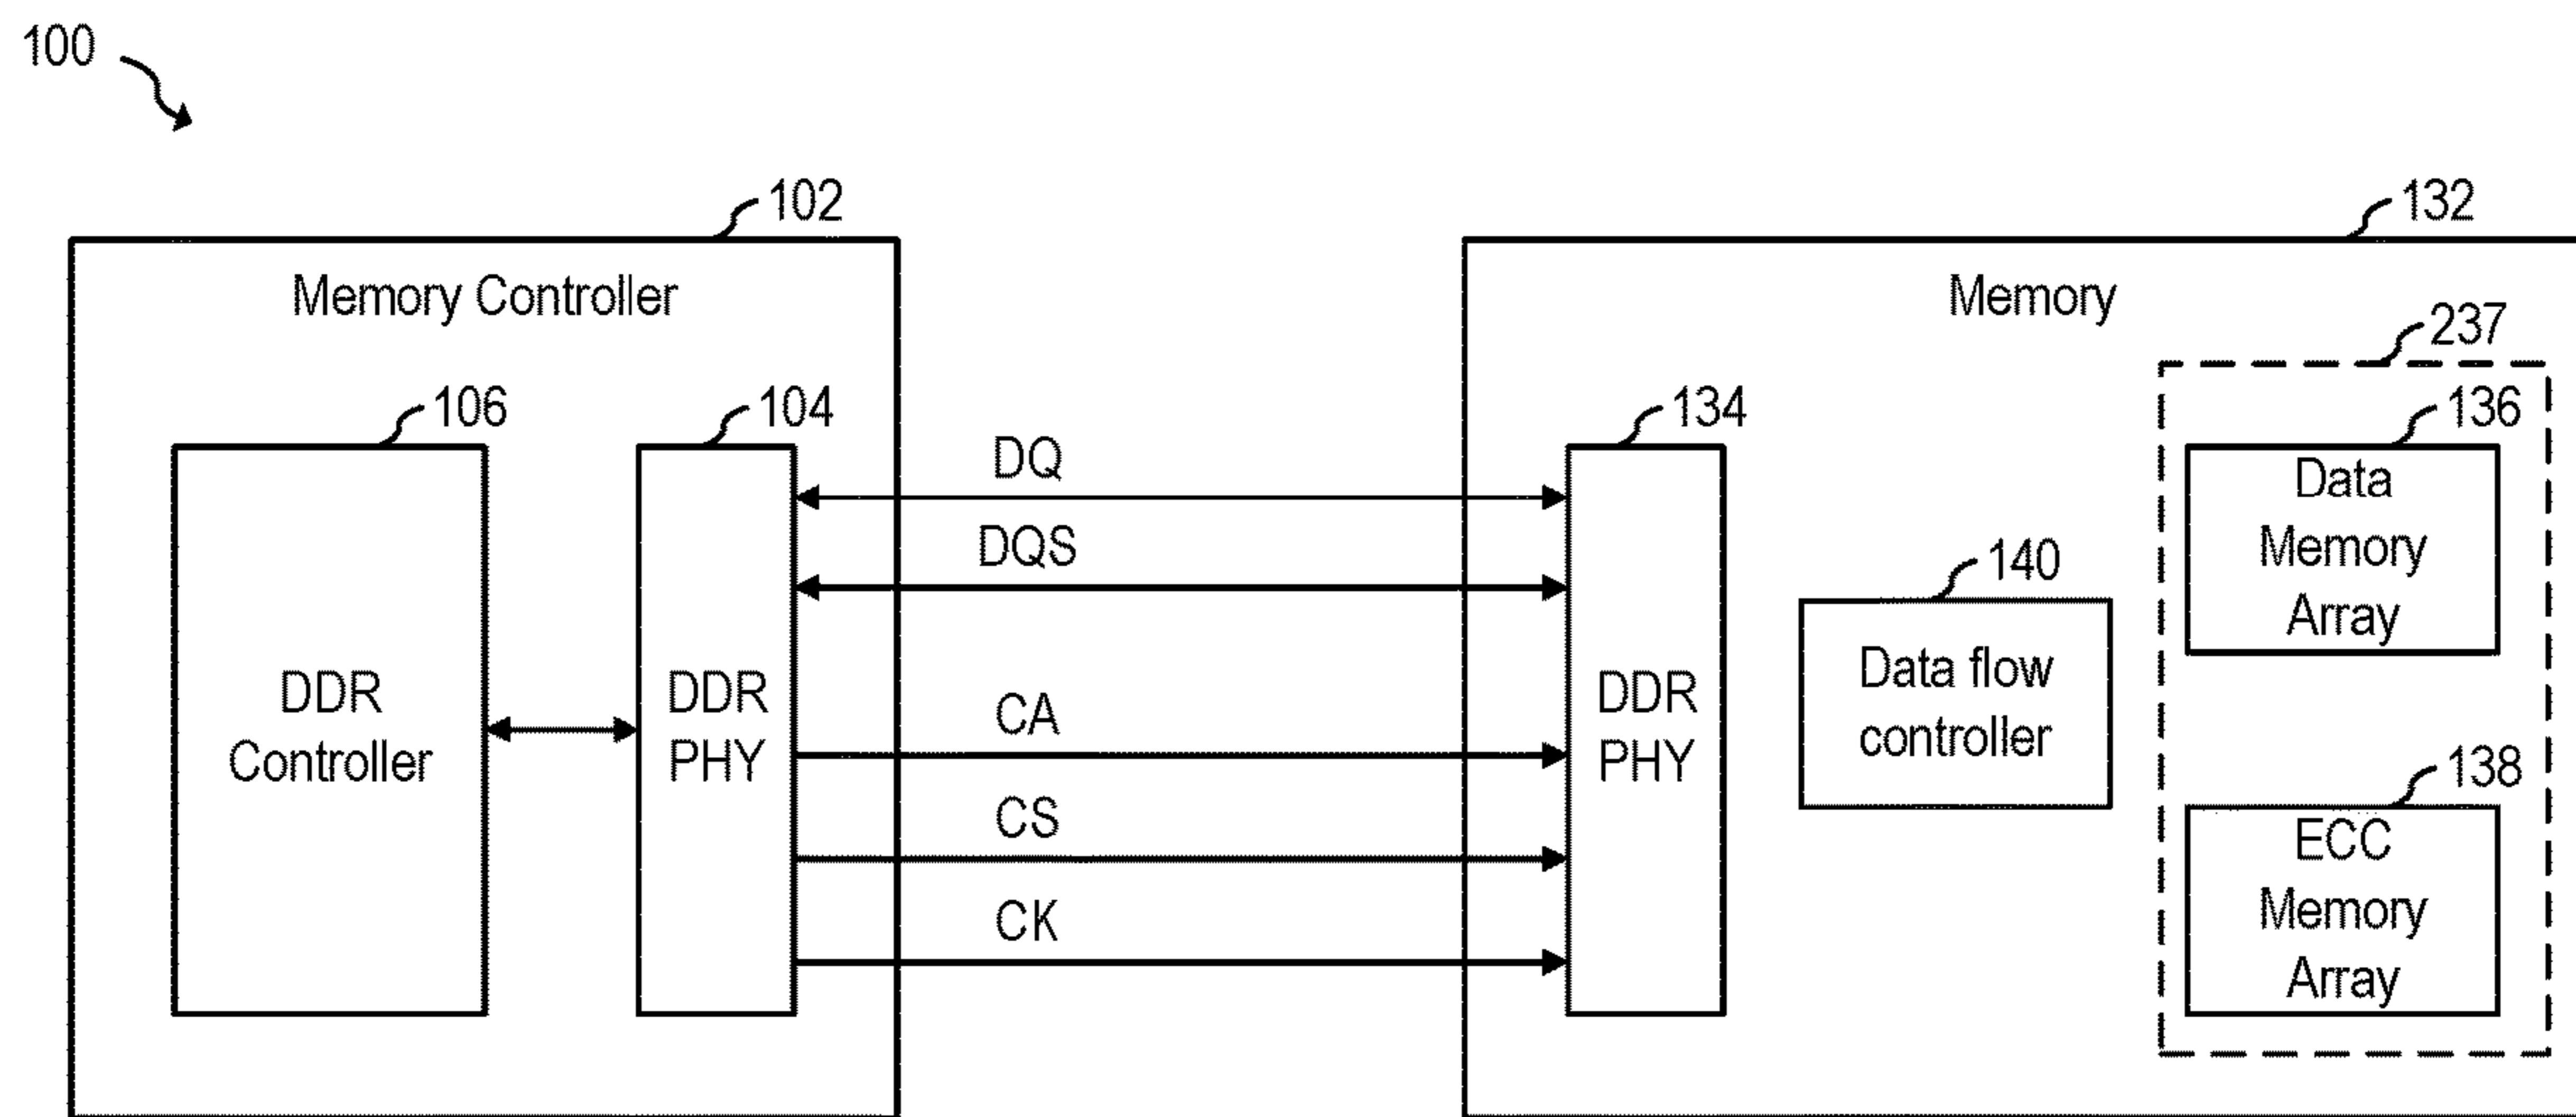 100
102
132
Memory Controller
Memory
237
106
104
134
136
DQ
DQS
CA
CS
CK
DDR
Controller
DDR
PHY
DDR
PHY
140
Data flow
controller
Data
Memory
Array
138
ECC
Memory
Array